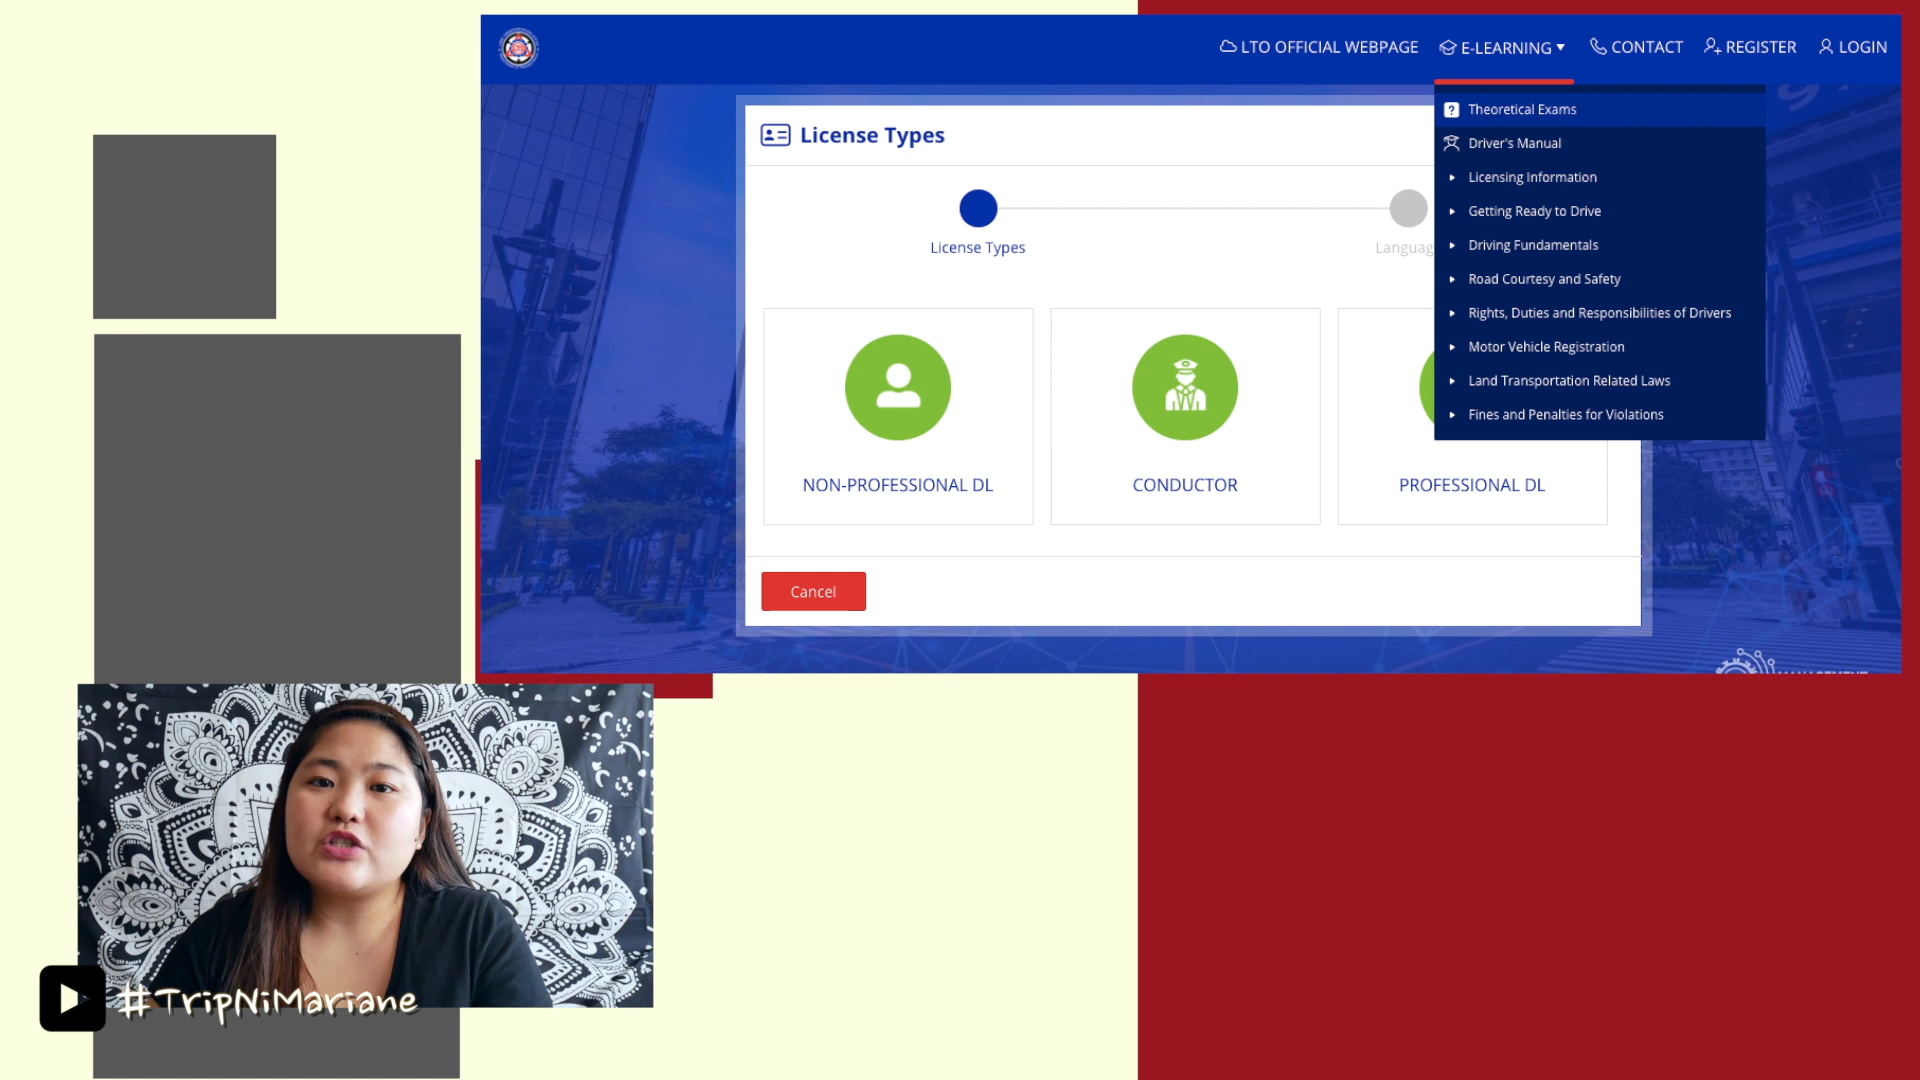 LTO OFFICIAL WEBPAGE
E-LEARNING
CONTACT
REGISTER
LOGIN
Theoretical Exams
Driver's Manual
Licensing Information
Getting Ready to Drive
Driving Fundamentals
Road Courtesy and Safety
Rights, Duties and Responsibilities of Drivers
Motor Vehicle Registration
Land Transportation Related Laws
Fines and Penalties for Violations
License Types
License Types
Languag
NON-PROFESSIONAL DL
CONDUCTOR
PROFESSIONAL DL
Cancel
#TripNiMariane